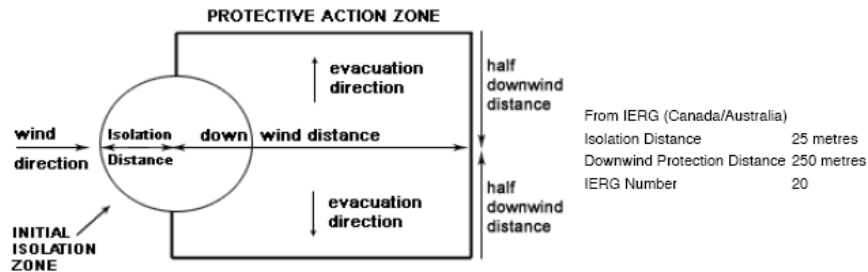 PROTECTIVE ACTION ZONE
evacuation
direction
half
downwind
distance
wind
direction
Isolation
Distance
down wind distance
evacuation
direction
half
downwind
distance
INITIAL
ISOLATION
ZONE
From IERG (Canada/Australia)
Isolation Distance 25 metres
Downwind Protection Distance 250 metres
IERG Number 20